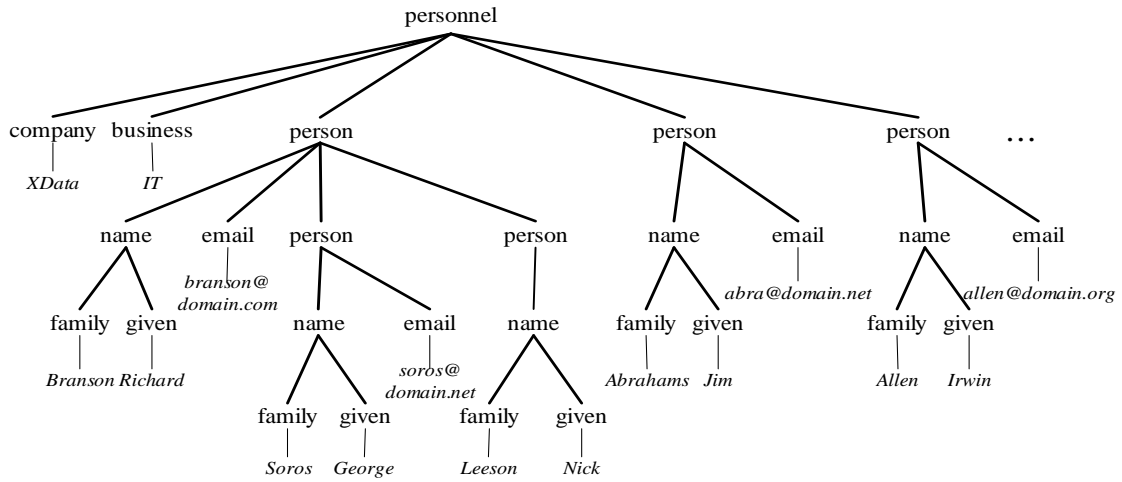 personnel
company business person person person ...
XData IT
name email person person name email name email
branson@
domain.com
abra@domain.net allen@domain.org
family given name email name family given family given
Branson Richard
soros@
domain.net
Abrahams Jim Allen Irwin
family given family given
Soros George Leeson Nick